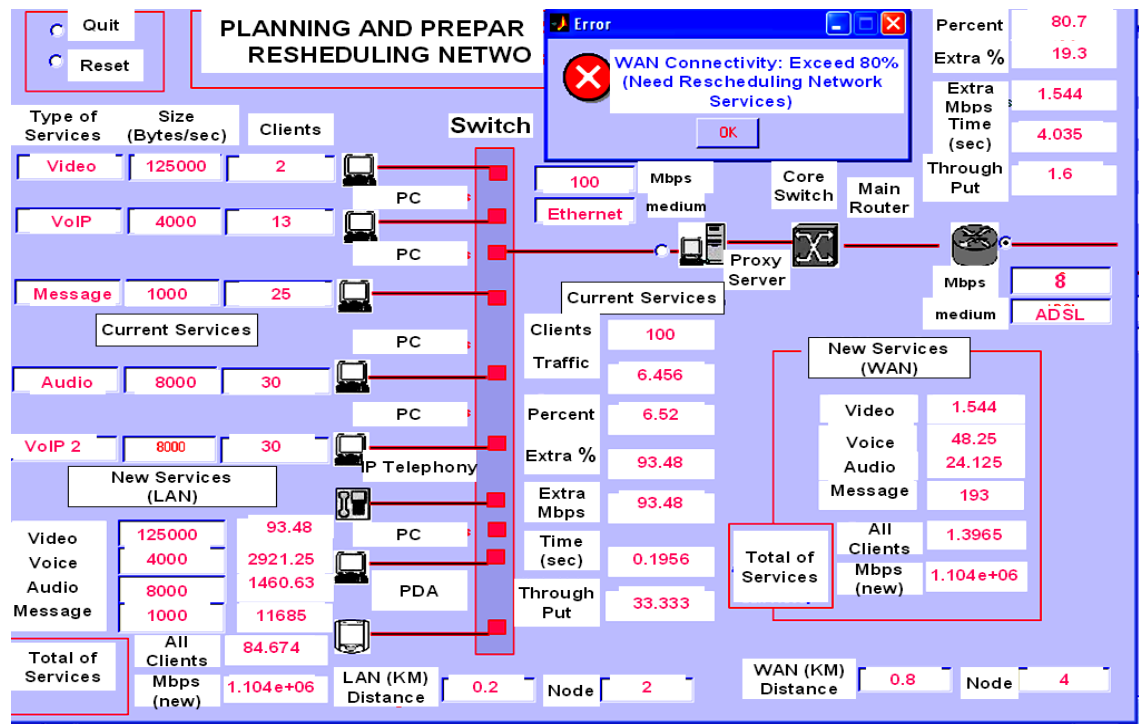 Quit
Reset
PLANNING AND PREPAR
RESHEDULING NETWO
Error
WAN Connectivity: Exceed 80%
(Need Rescheduling Network
Services)
OK
Percent 80.7
Extra % 19.3
Extra
Mbps 1.544
Time
(sec) 4.035
Through
Put 1.6
Type of
Services
Size
(Bytes/sec)
Clients
Switch
Video 125000 2
PC
VoIP 4000 13
PC
Message 1000 25
Current Services
PC
Audio 8000 30
PC
VoIP 2 8000 30
IP Telephony
New Services
(LAN)
PC
PDA
Video 125000 93.48
Voice 4000 2921.25
Audio 8000 1460.63
Message 1000 11685
Total of
Services
All
Clients 84.674
Mbps
(new) 1.104e+06
100 Mbps
Ethernet medium
Proxy
Server
Core
Switch
Main
Router
Mbps 8
medium ADSL
Current Services
Clients 100
Traffic 6.456
Percent 6.52
Extra % 93.48
Extra
Mbps 93.48
Time
(sec) 0.1956
Through
Put 33.333
New Services
(WAN)
Video 1.544
Voice 48.25
Audio 24.125
Message 193
Total of
Services
All
Clients 1.3965
Mbps
(new) 1.104e+06
LAN (KM)
Distance 0.2 Node 2
WAN (KM)
Distance 0.8 Node 4